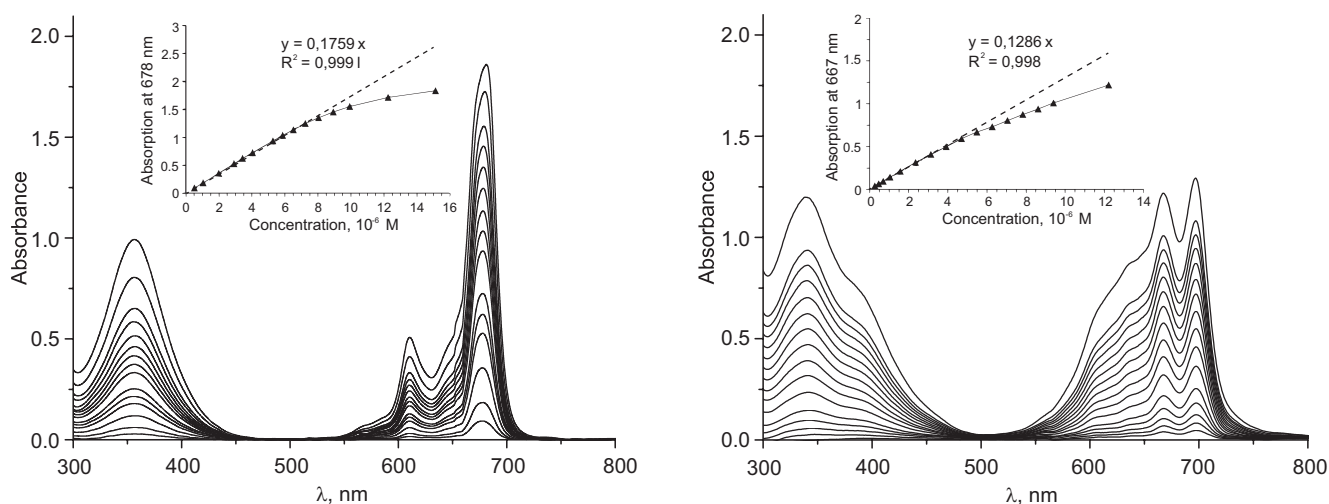 2.0
1.5
1.0
0.5
0.0
Absorbance
300 400 500 600 700 800
λ, nm
3
2.5
2
1.5
1
0.5
0
Absorption at 678 nm
y = 0,1759 x
R² = 0,999 l
0 2 4 6 8 10 12 14 16
Concentration, 10⁻⁶ M
2.0
1.5
1.0
0.5
0.0
Absorbance
300 400 500 600 700 800
λ, nm
2
1.5
1
0.5
0
Absorption at 667 nm
y = 0,1286 x
R² = 0,998
0 2 4 6 8 10 12 14
Concentration, 10⁻⁶ M